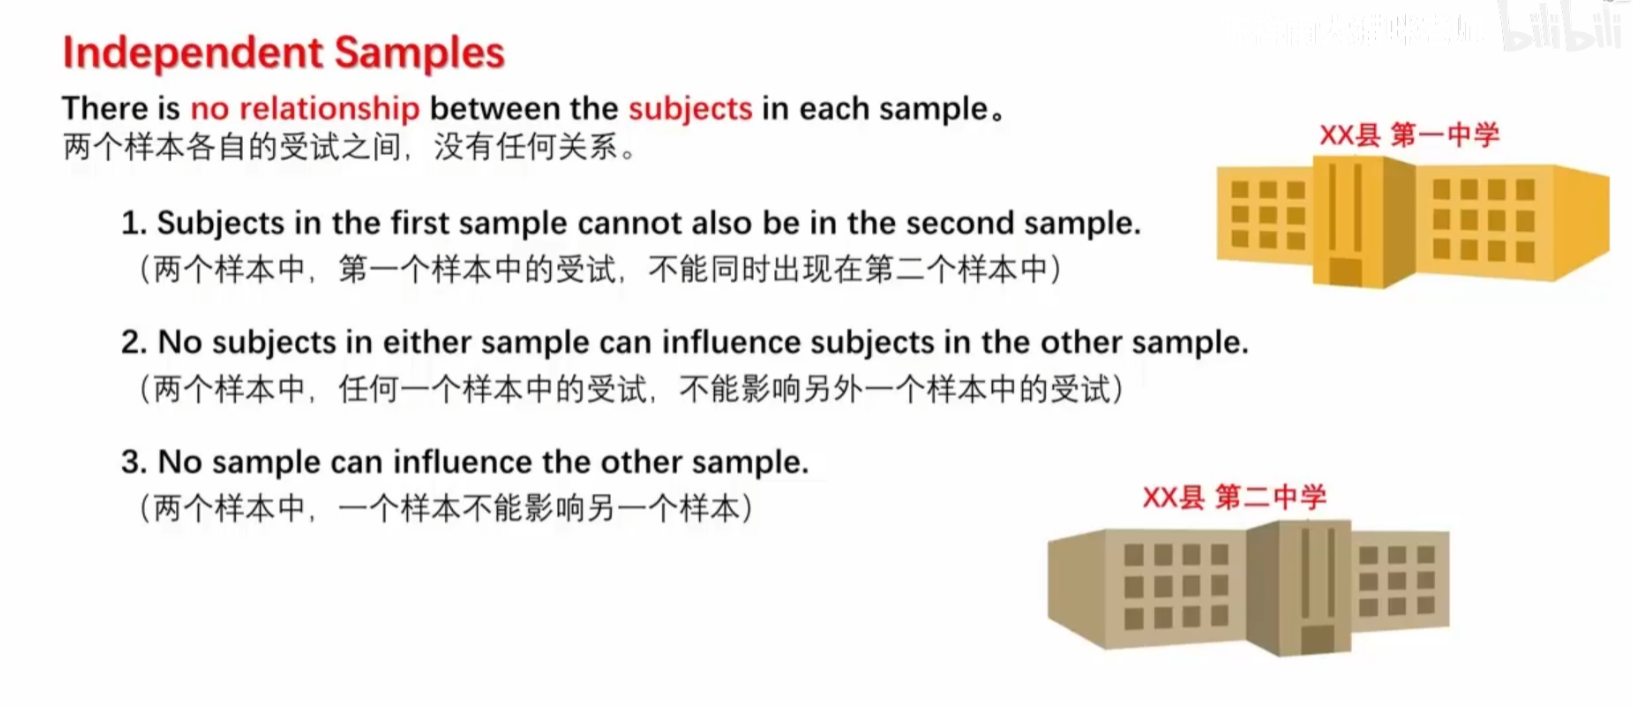 Independent Samples
There is no relationship between the subjects in each sample。
两个样本各自的受试之间，没有任何关系。
XX县 第一中学
1. Subjects in the first sample cannot also be in the second sample.
（两个样本中，第一个样本中的受试，不能同时出现在第二个样本中）
2. No subjects in either sample can influence subjects in the other sample.
（两个样本中，任何一个样本中的受试，不能影响另外一个样本中的受试）
3. No sample can influence the other sample.
（两个样本中，一个样本不能影响另一个样本）
XX县 第二中学
bilibili